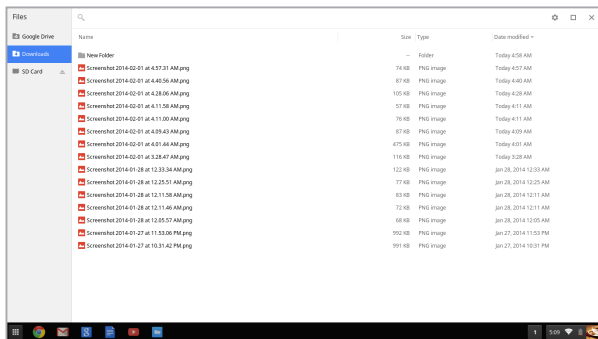 Files
Google Drive
Downloads
SD Card
Name Size Type Date modified
New Folder -- Folder Today 4:58 AM
Screenshot 2014-02-01 at 4.57.31 AM.png 74 KB PNG image Today 4:57 AM
Screenshot 2014-02-01 at 4.40.56 AM.png 87 KB PNG image Today 4:40 AM
Screenshot 2014-02-01 at 4.28.06 AM.png 105 KB PNG image Today 4:28 AM
Screenshot 2014-02-01 at 4.11.58 AM.png 57 KB PNG image Today 4:11 AM
Screenshot 2014-02-01 at 4.11.00 AM.png 76 KB PNG image Today 4:11 AM
Screenshot 2014-02-01 at 4.09.43 AM.png 87 KB PNG image Today 4:09 AM
Screenshot 2014-02-01 at 4.01.44 AM.png 475 KB PNG image Today 4:01 AM
Screenshot 2014-02-01 at 3.28.47 AM.png 116 KB PNG image Today 3:28 AM
Screenshot 2014-01-28 at 12.33.34 AM.png 122 KB PNG image Jan 28, 2014 12:33 AM
Screenshot 2014-01-28 at 12.25.51 AM.png 77 KB PNG image Jan 28, 2014 12:25 AM
Screenshot 2014-01-28 at 12.11.58 AM.png 83 KB PNG image Jan 28, 2014 12:11 AM
Screenshot 2014-01-28 at 12.11.46 AM.png 72 KB PNG image Jan 28, 2014 12:11 AM
Screenshot 2014-01-28 at 12.05.57 AM.png 68 KB PNG image Jan 28, 2014 12:05 AM
Screenshot 2014-01-27 at 11.53.06 PM.png 992 KB PNG image Jan 27, 2014 11:53 PM
Screenshot 2014-01-27 at 10.31.42 PM.png 991 KB PNG image Jan 27, 2014 10:31 PM
8 1 5:09